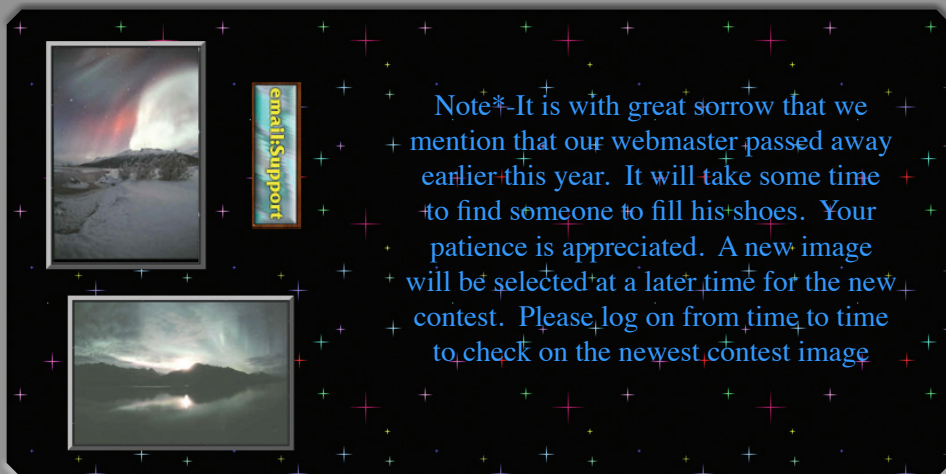 email:Support
Note*-It is with great sorrow that we
mention that our webmaster passed away
earlier this year.  It will take some time
to find someone to fill his shoes.  Your
patience is appreciated.  A new image
will be selected at a later time for the new
contest.  Please log on from time to time
to check on the newest contest image